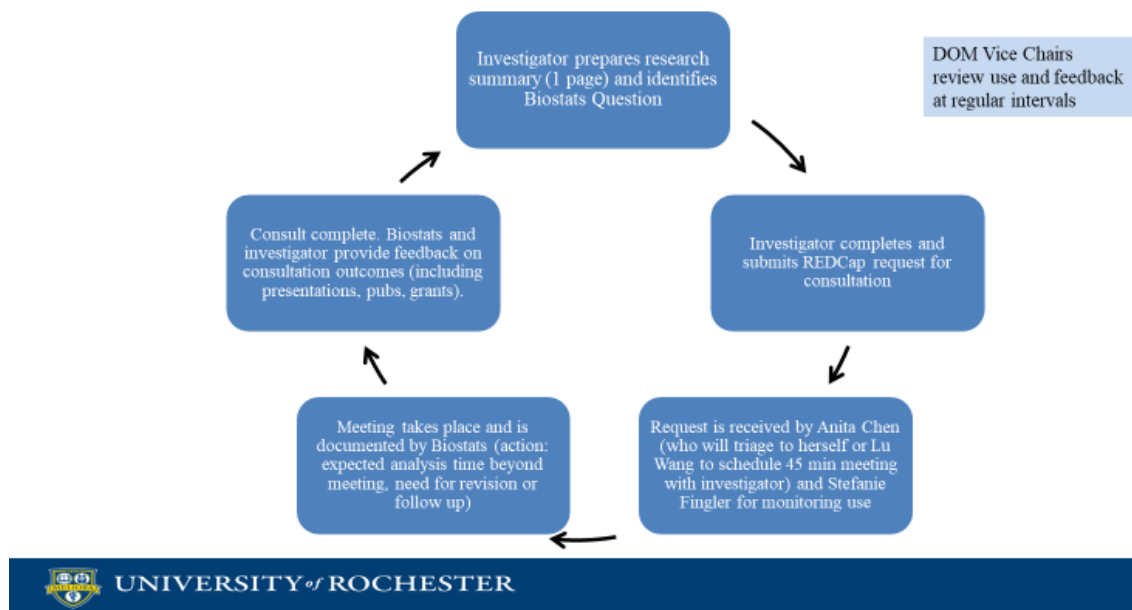 Investigator prepares research
summary (1 page) and identifies
Biostats Question
DOM Vice Chairs
review use and feedback
at regular intervals
Investigator completes and
submits REDCap request for
consultation
Request is received by Anita Chen
(who will triage to herself or Lu
Wang to schedule 45 min meeting
with investigator) and Stefanie
Fingler for monitoring use
Meeting takes place and is
documented by Biostats (action:
expected analysis time beyond
meeting, need for revision or
follow up)
Consult complete. Biostats and
investigator provide feedback on
consultation outcomes (including
presentations, pubs, grants).
MELIORA
UNIVERSITY of ROCHESTER